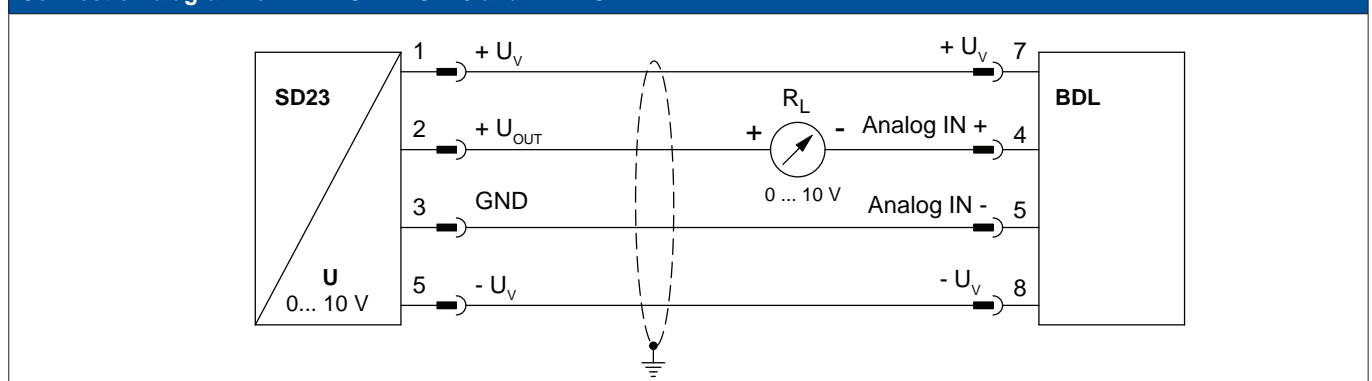 1 + U_V + U_V 7
SD23 R_L BDL
2 + U_OUT + - Analog IN + 4
0 ... 10 V
3 GND Analog IN - 5
U
5 - U_V - U_V 8
0... 10 V